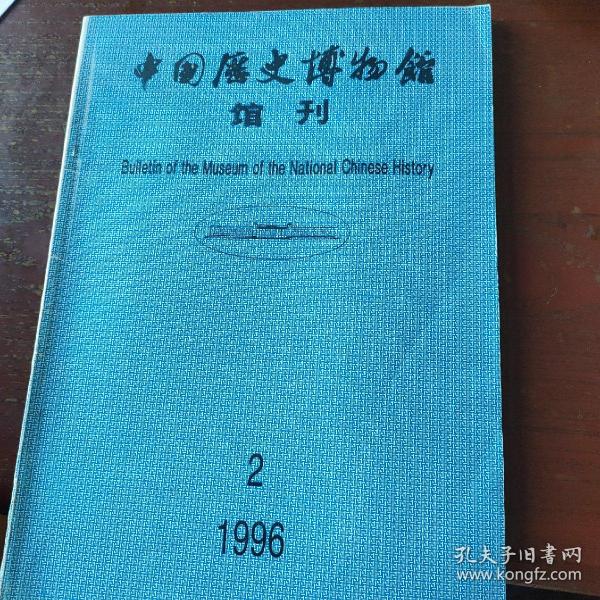 中国历史博物館
馆刊
Bulletin of the Museum of the National Chinese History
2
1996
孔夫子旧书网
www.kongfz.com